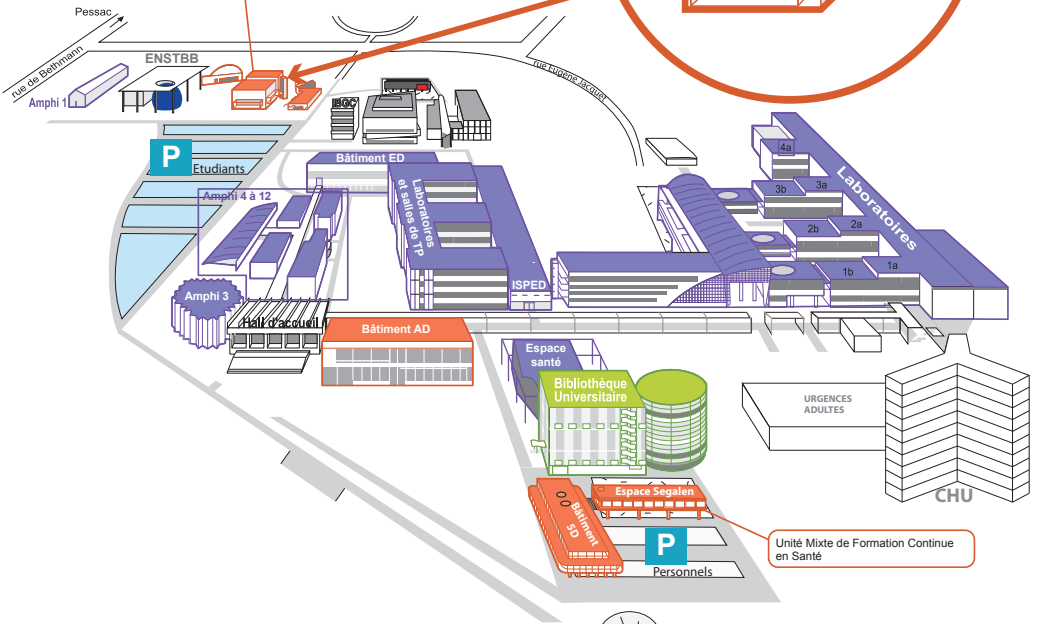 Pessac
rue de Bethmann
ENSTBB
Amphi 1
rue Eugène Jacquet
IBGC
P
Etudiants
Bâtiment ED
Laboratoires
et salles de TP
Amphi 4 à 12
4a
3b
3a
2b
2a
1b
1a
Laboratoires
ISPED
Amphi 3
Hall d'accueil
Bâtiment AD
Espace
santé
Bibliothèque
Universitaire
URGENCES
ADULTES
CHU
Espace Segalen
Bâtiment
5D
P
Personnels
Unité Mixte de Formation Continue
en Santé